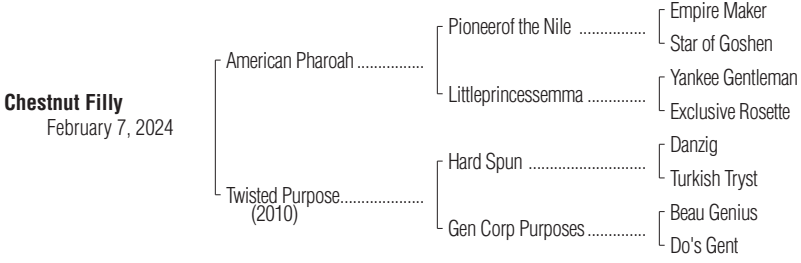 Chestnut Filly
February 7, 2024
American Pharoah ................
Twisted Purpose....................
(2010)
Pioneerof the Nile ................
Littleprincessemma ..............
Hard Spun ............................
Gen Corp Purposes..............
Empire Maker
Star of Goshen
Yankee Gentleman
Exclusive Rosette
Danzig
Turkish Tryst
Beau Genius
Do's Gent